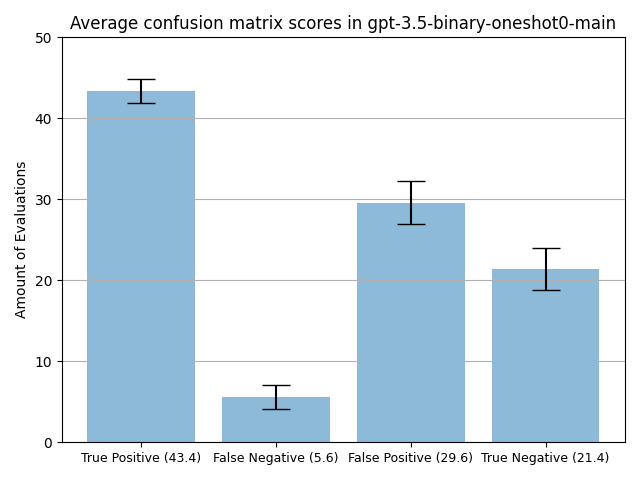 Average confusion matrix scores in gpt-3.5-binary-oneshot0-main
50
40
30
20
10
0
Amount of Evaluations
True Positive (43.4) False Negative (5.6) False Positive (29.6) True Negative (21.4)